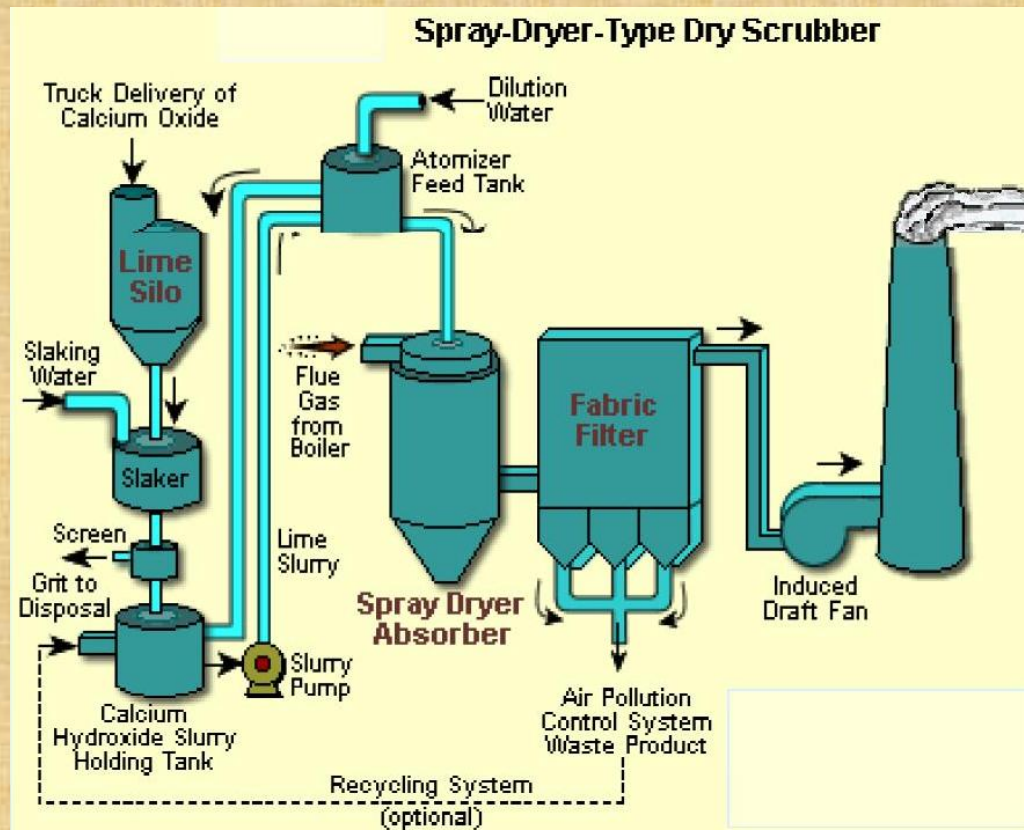 Spray-Dryer-Type Dry Scrubber
Truck Delivery of
Calcium Oxide
Dilution
Water
Atomizer
Feed Tank
Lime
Silo
Slaking
Water
Flue
Gas
from
Boiler
Fabric
Filter
Slaker
Screen
Lime
Slurry
Grit to
Disposal
Spray Dryer
Absorber
Induced
Draft Fan
Slurry
Pump
Calcium
Hydroxide Slurry
Holding Tank
Air Pollution
Control System
Waste Product
Recycling System
(optional)